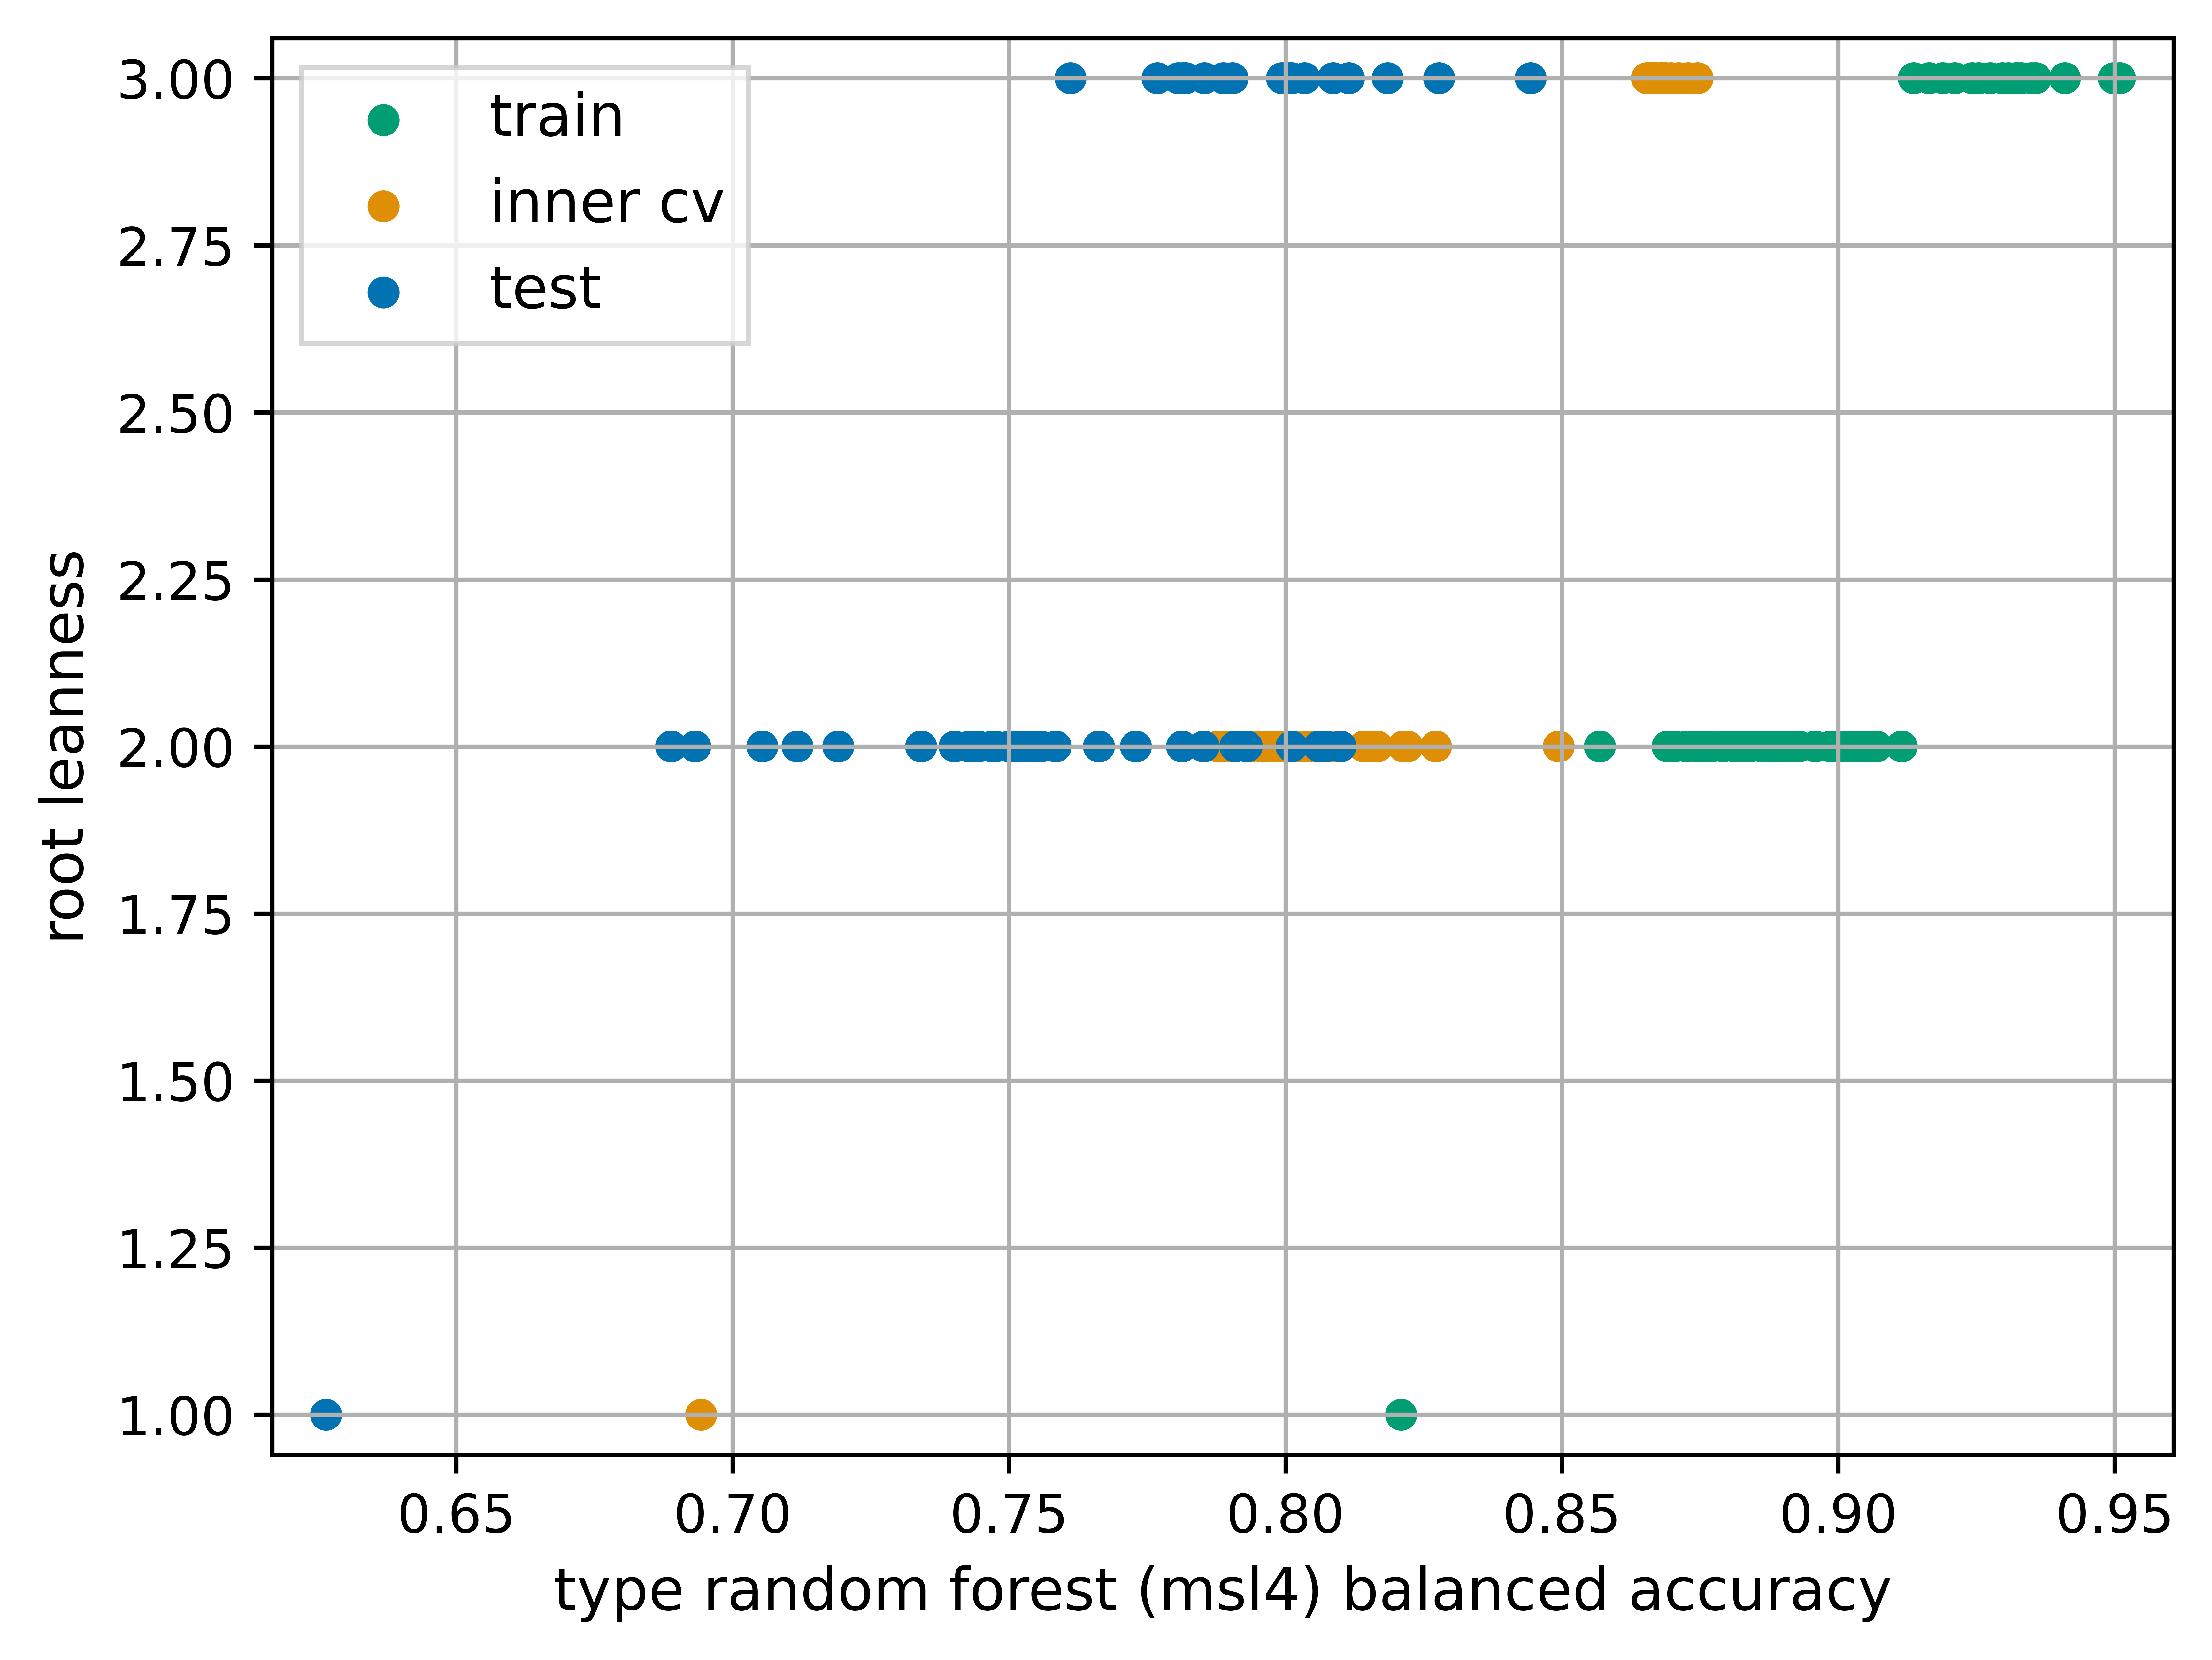 3.00
2.75
2.50
2.25
2.00
1.75
1.50
1.25
1.00
root leanness
train
inner cv
test
0.65 0.70 0.75 0.80 0.85 0.90 0.95
type random forest (msl4) balanced accuracy